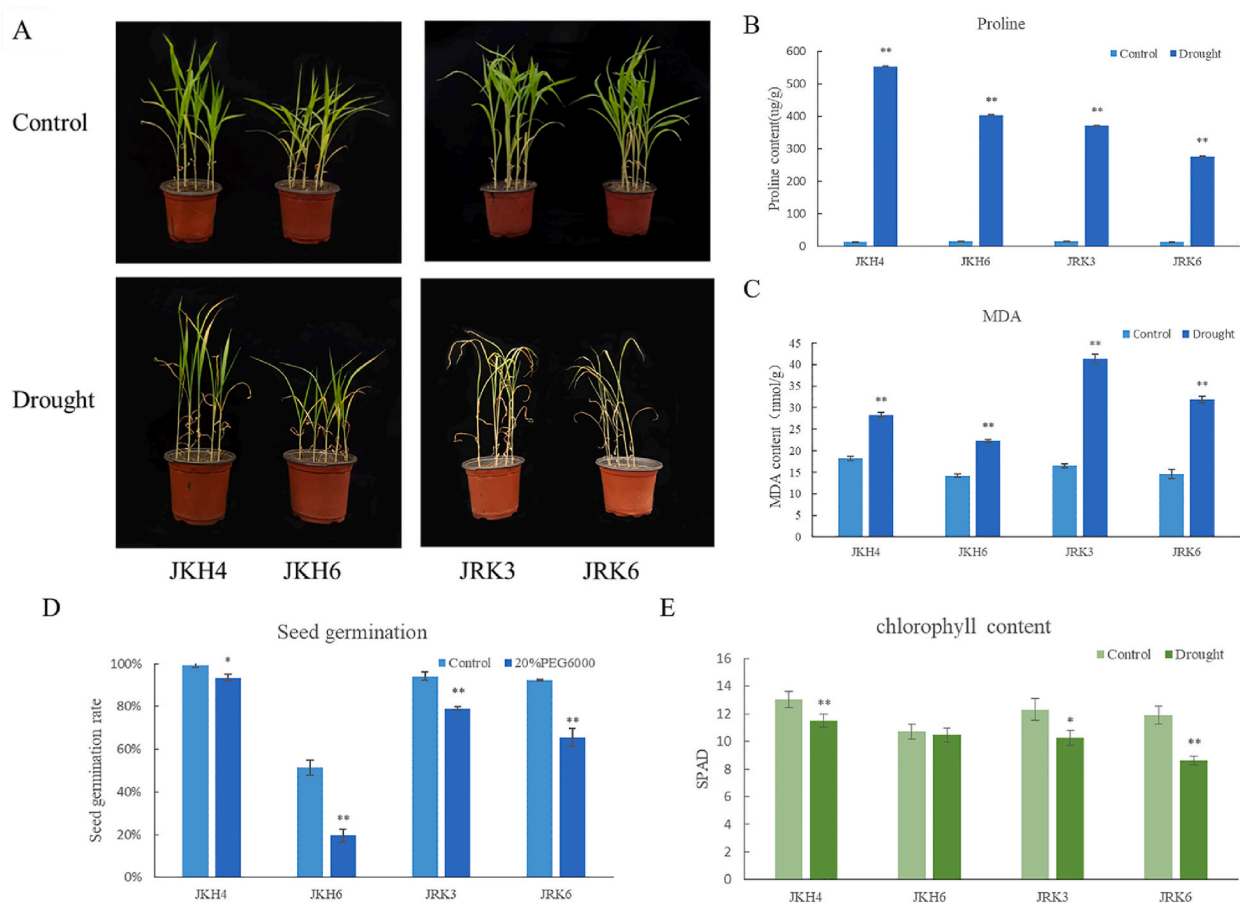 A
Control
Drought
JKH4 JKH6 JRK3 JRK6
B
Proline
Control Drought
Proline content(ug/g)
600
500
400
300
200
100
0
** ** ** **
JKH4 JKH6 JRK3 JRK6
C
MDA
Control Drought
MDA content（nmol/g）
45
40
35
30
25
20
15
10
5
0
** ** ** **
JKH4 JKH6 JRK3 JRK6
D
Seed germination
Control 20%PEG6000
Seed germination rate
100%
80%
60%
40%
20%
0%
* ** ** **
JKH4 JKH6 JRK3 JRK6
E
chlorophyll content
Control Drought
SPAD
16
14
12
10
8
6
4
2
0
** * **
JKH4 JKH6 JRK3 JRK6